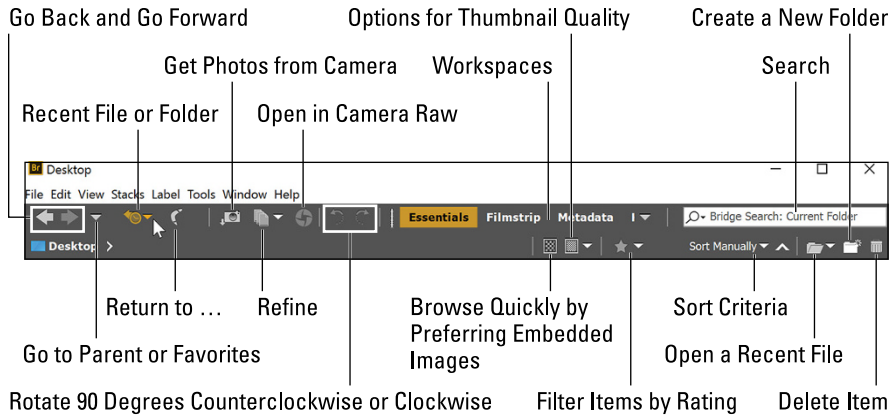 Go Back and Go Forward
Options for Thumbnail Quality
Create a New Folder
Get Photos from Camera
Workspaces
Search
Recent File or Folder
Open in Camera Raw
Br Desktop
File Edit View Stacks Label Tools Window Help
Essentials Filmstrip Metadata
Bridge Search: Current Folder
Desktop
Sort Manually
Return to …
Refine
Browse Quickly by
Preferring Embedded
Images
Sort Criteria
Go to Parent or Favorites
Open a Recent File
Rotate 90 Degrees Counterclockwise or Clockwise
Filter Items by Rating
Delete Item